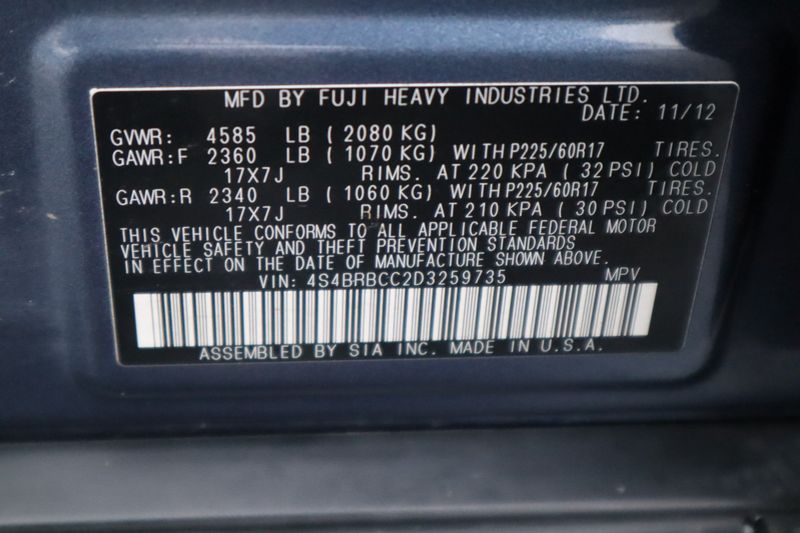 MFD BY FUJI HEAVY INDUSTRIES LTD.
DATE: 11/12
GVWR: 4585 LB ( 2080 KG)
GAWR:F 2360 LB ( 1070 KG) WITH P225/60R17 TIRES.
17X7J RIMS. AT 220 KPA ( 32 PSI) COLD
GAWR:R 2340 LB ( 1060 KG) WITH P225/60R17 TIRES.
17X7J RIMS. AT 210 KPA ( 30 PSI) COLD
THIS VEHICLE CONFORMS TO ALL APPLICABLE FEDERAL MOTOR
VEHICLE SAFETY AND THEFT PREVENTION STANDARDS
IN EFFECT ON THE DATE OF MANUFACTURE SHOWN ABOVE.
VIN: 4S4BRBCC2D3259735 MPV
ASSEMBLED BY SIA INC. MADE IN U.S.A.